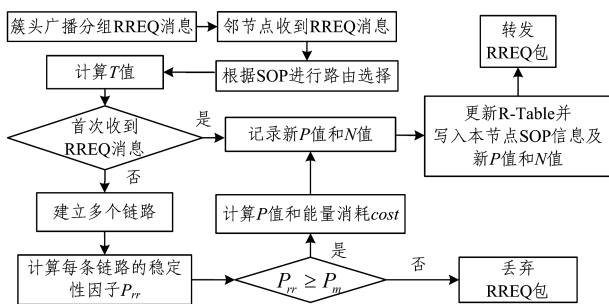 簇头广播分组RREQ消息
邻节点收到RREQ消息
转发
RREQ包
计算T值
根据SOP进行路由选择
首次收到
RREQ消息
是
记录新P值和N值
更新R-Table并
写入本节点SOP信息及
新P值和N值
否
建立多个链路
计算P值和能量消耗cost
是
计算每条链路的稳定
性因子Prr
Prr ≥ Pm
否
丢弃
RREQ包